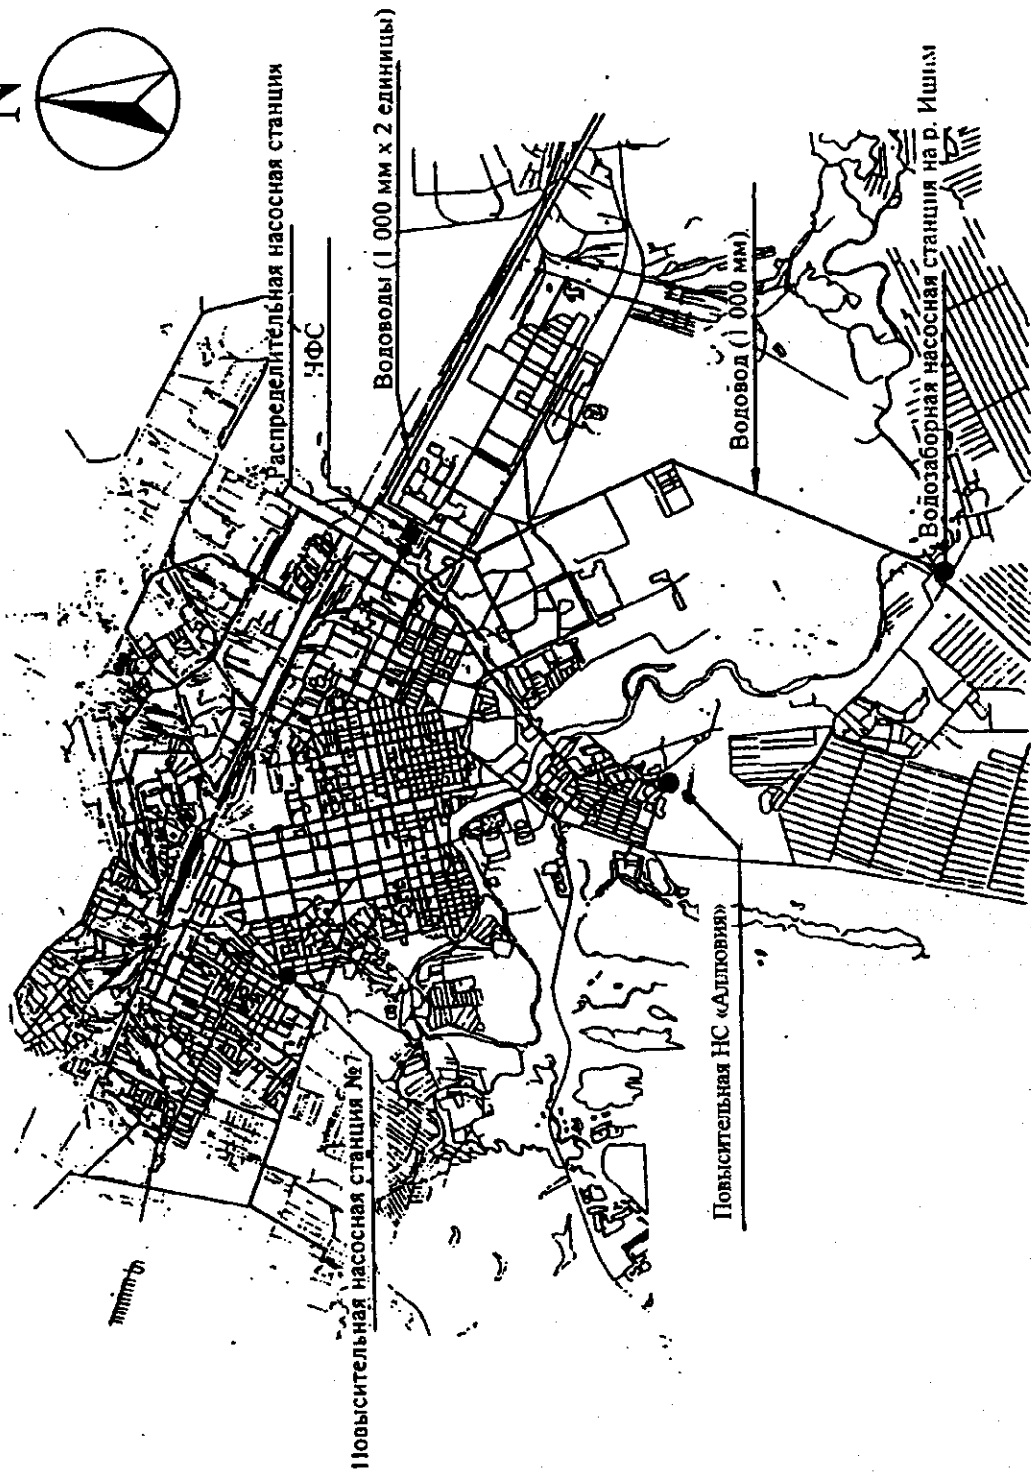 N
Распределительная насосная станция
НФС
Водоводы (1 000 мм х 2 единицы)
Водовод (1 000 мм)
Водозаборная насосная станция на р. Ишим
Повысительная насосная станция №7
Повысительная НС «Аллювия»